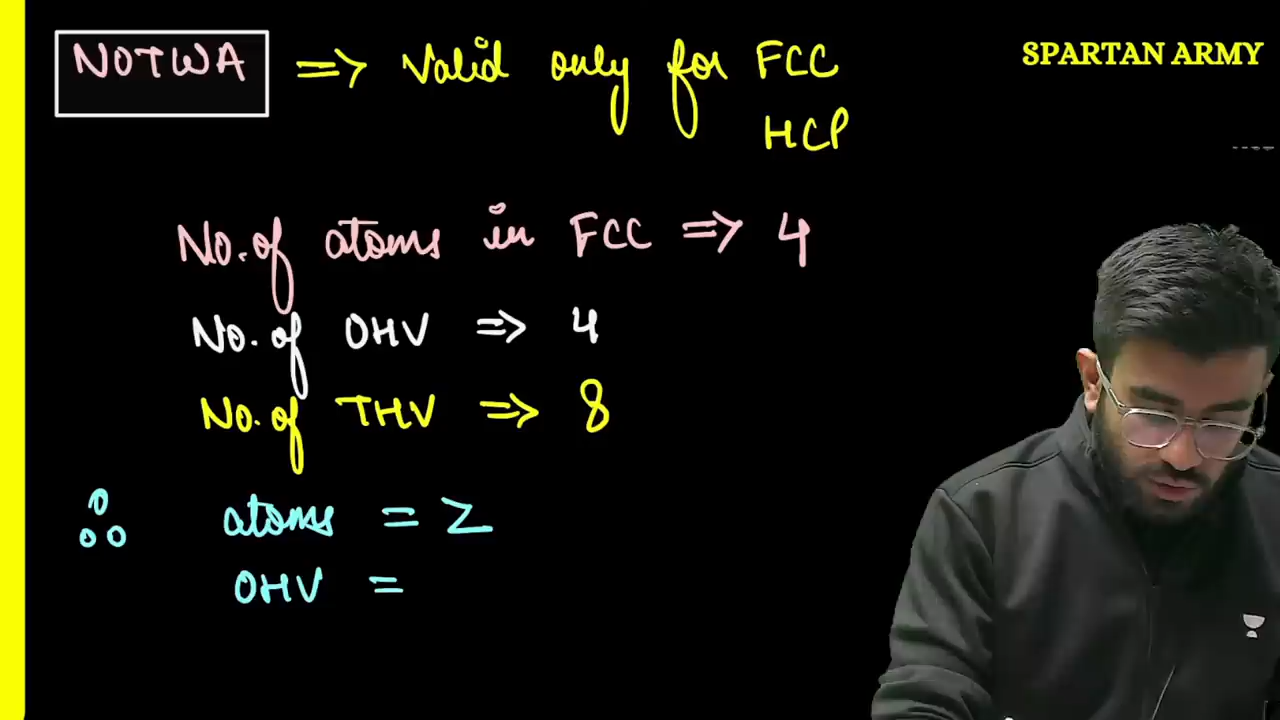 NOTWA => Valid only for FCC
HCP
SPARTAN ARMY
No. of atoms in FCC => 4
No. of OHV => 4
No. of THV => 8
∴ atoms = Z
OHV =